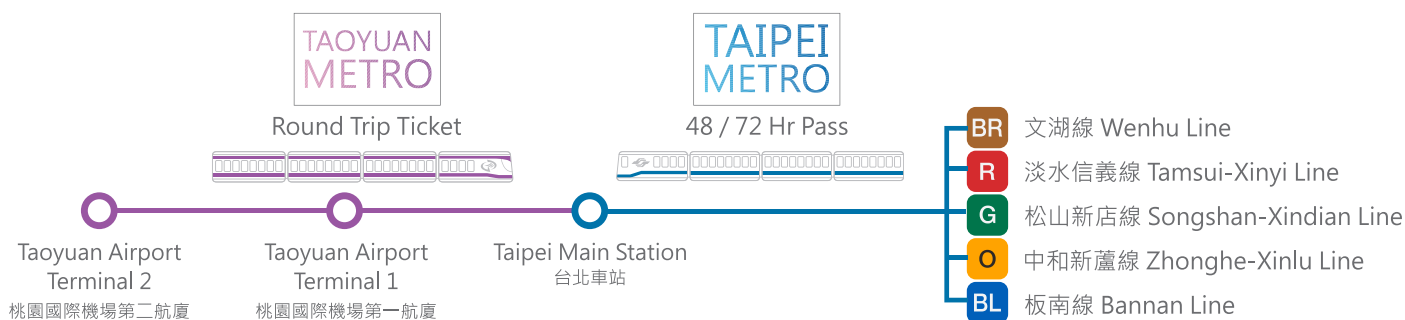 TAOYUAN
METRO
Round Trip Ticket
TAIPEI
METRO
48 / 72 Hr Pass
Taoyuan Airport
Terminal 2
桃園國際機場第二航廈
Taoyuan Airport
Terminal 1
桃園國際機場第一航廈
Taipei Main Station
台北車站
BR 文湖線 Wenhu Line
R 淡水信義線 Tamsui-Xinyi Line
G 松山新店線 Songshan-Xindian Line
O 中和新蘆線 Zhonghe-Xinlu Line
BL 板南線 Bannan Line